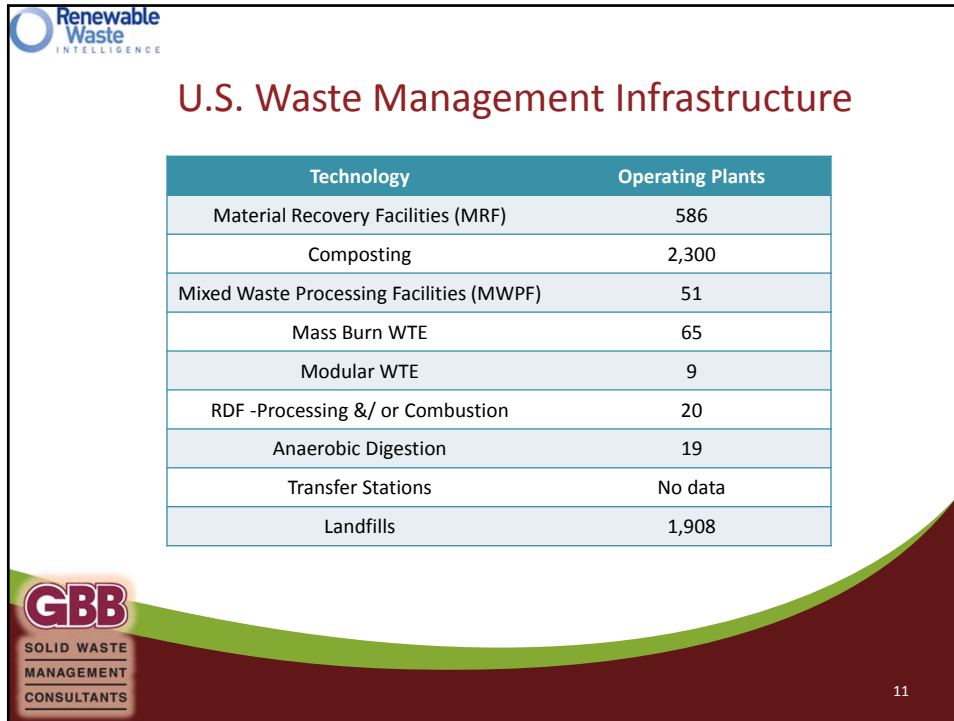 Renewable
Waste
INTELLIGENCE
U.S. Waste Management Infrastructure
Technology Operating Plants
Material Recovery Facilities (MRF) 586
Composting 2,300
Mixed Waste Processing Facilities (MWPF) 51
Mass Burn WTE 65
Modular WTE 9
RDF -Processing &/ or Combustion 20
Anaerobic Digestion 19
Transfer Stations No data
Landfills 1,908
GBB
SOLID WASTE
MANAGEMENT
CONSULTANTS
11